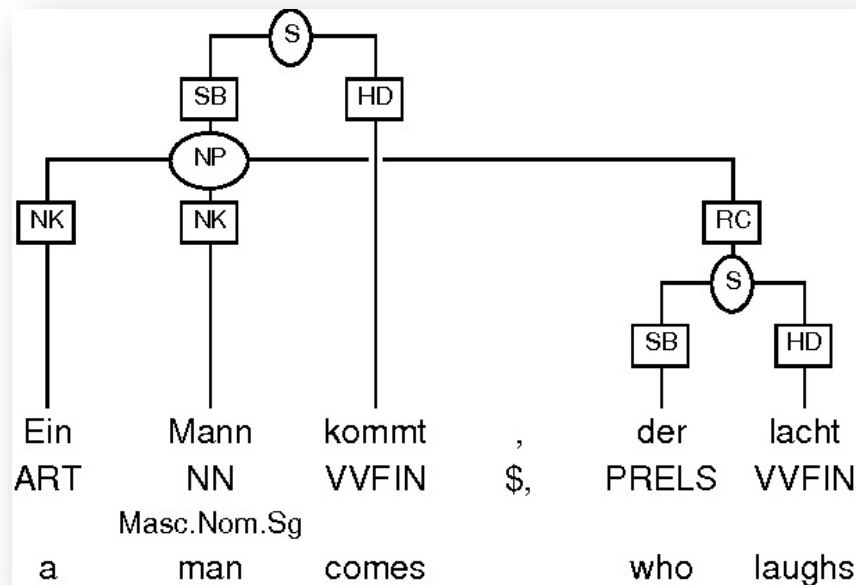 S
SB HD
NP
NK NK RC
S
SB HD
Ein Mann kommt , der lacht
ART NN VVFIN $, PRELS VVFIN
Masc.Nom.Sg
a man comes who laughs